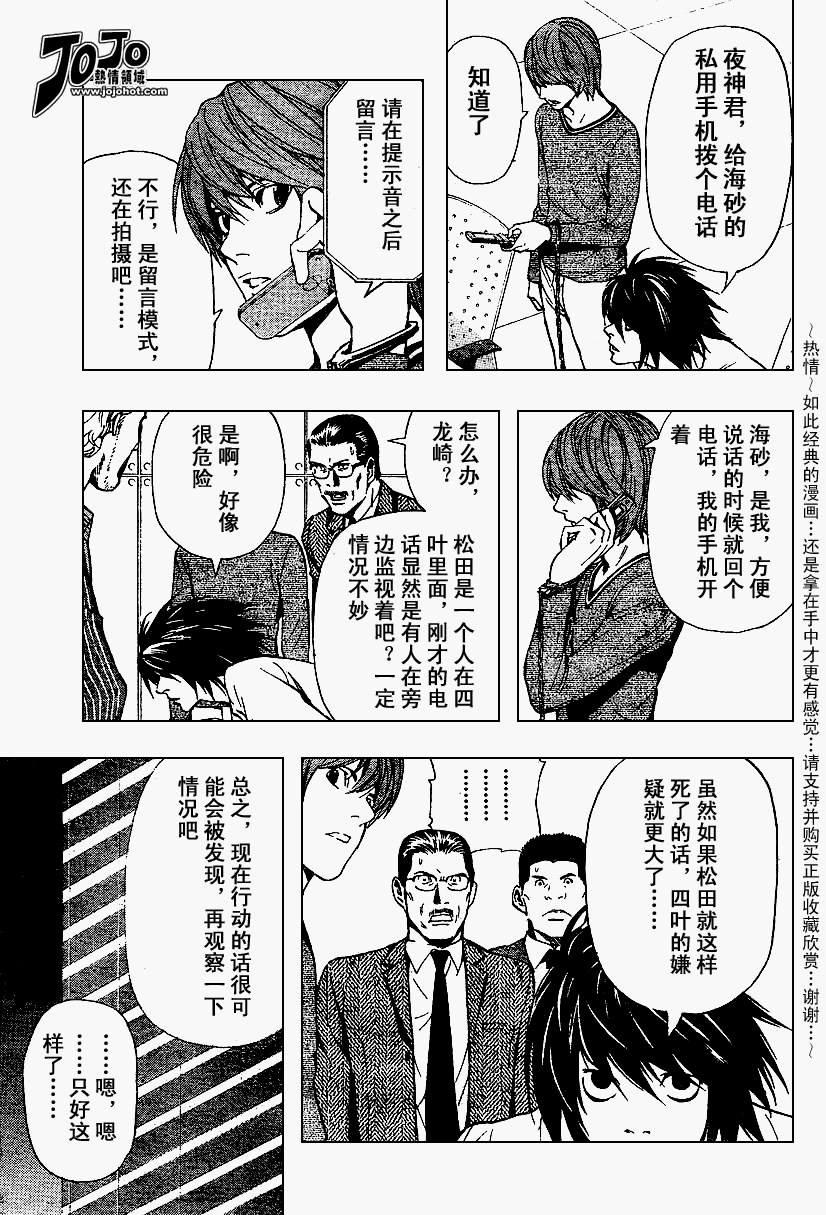 JOJO
熱情領域
www.jojohot.com
夜神君，给海砂的
私用手机拨个电话
知道了
请在提示音之后
留言……
不行，是留言模式，
还在拍摄吧……
海砂，是我，方便
说话的时候就回个
电话，我的手机开
着
怎么办，
龙崎？
松田是一个人在四
叶里面，刚才的电
话显然是有人在旁
边监视着吧？一定
情况不妙
是啊，好像
很危险
虽然如果松田就这样
死了的话，四叶的嫌
疑就更大了……
……
……
总之，现在行动的话很可
能会被发现，再观察一下
情况吧
……嗯，嗯
……只好这
样了……
～热情～如此经典的漫画…还是拿在手中才更有感觉…请支持并购买正版收藏欣赏…谢谢…～